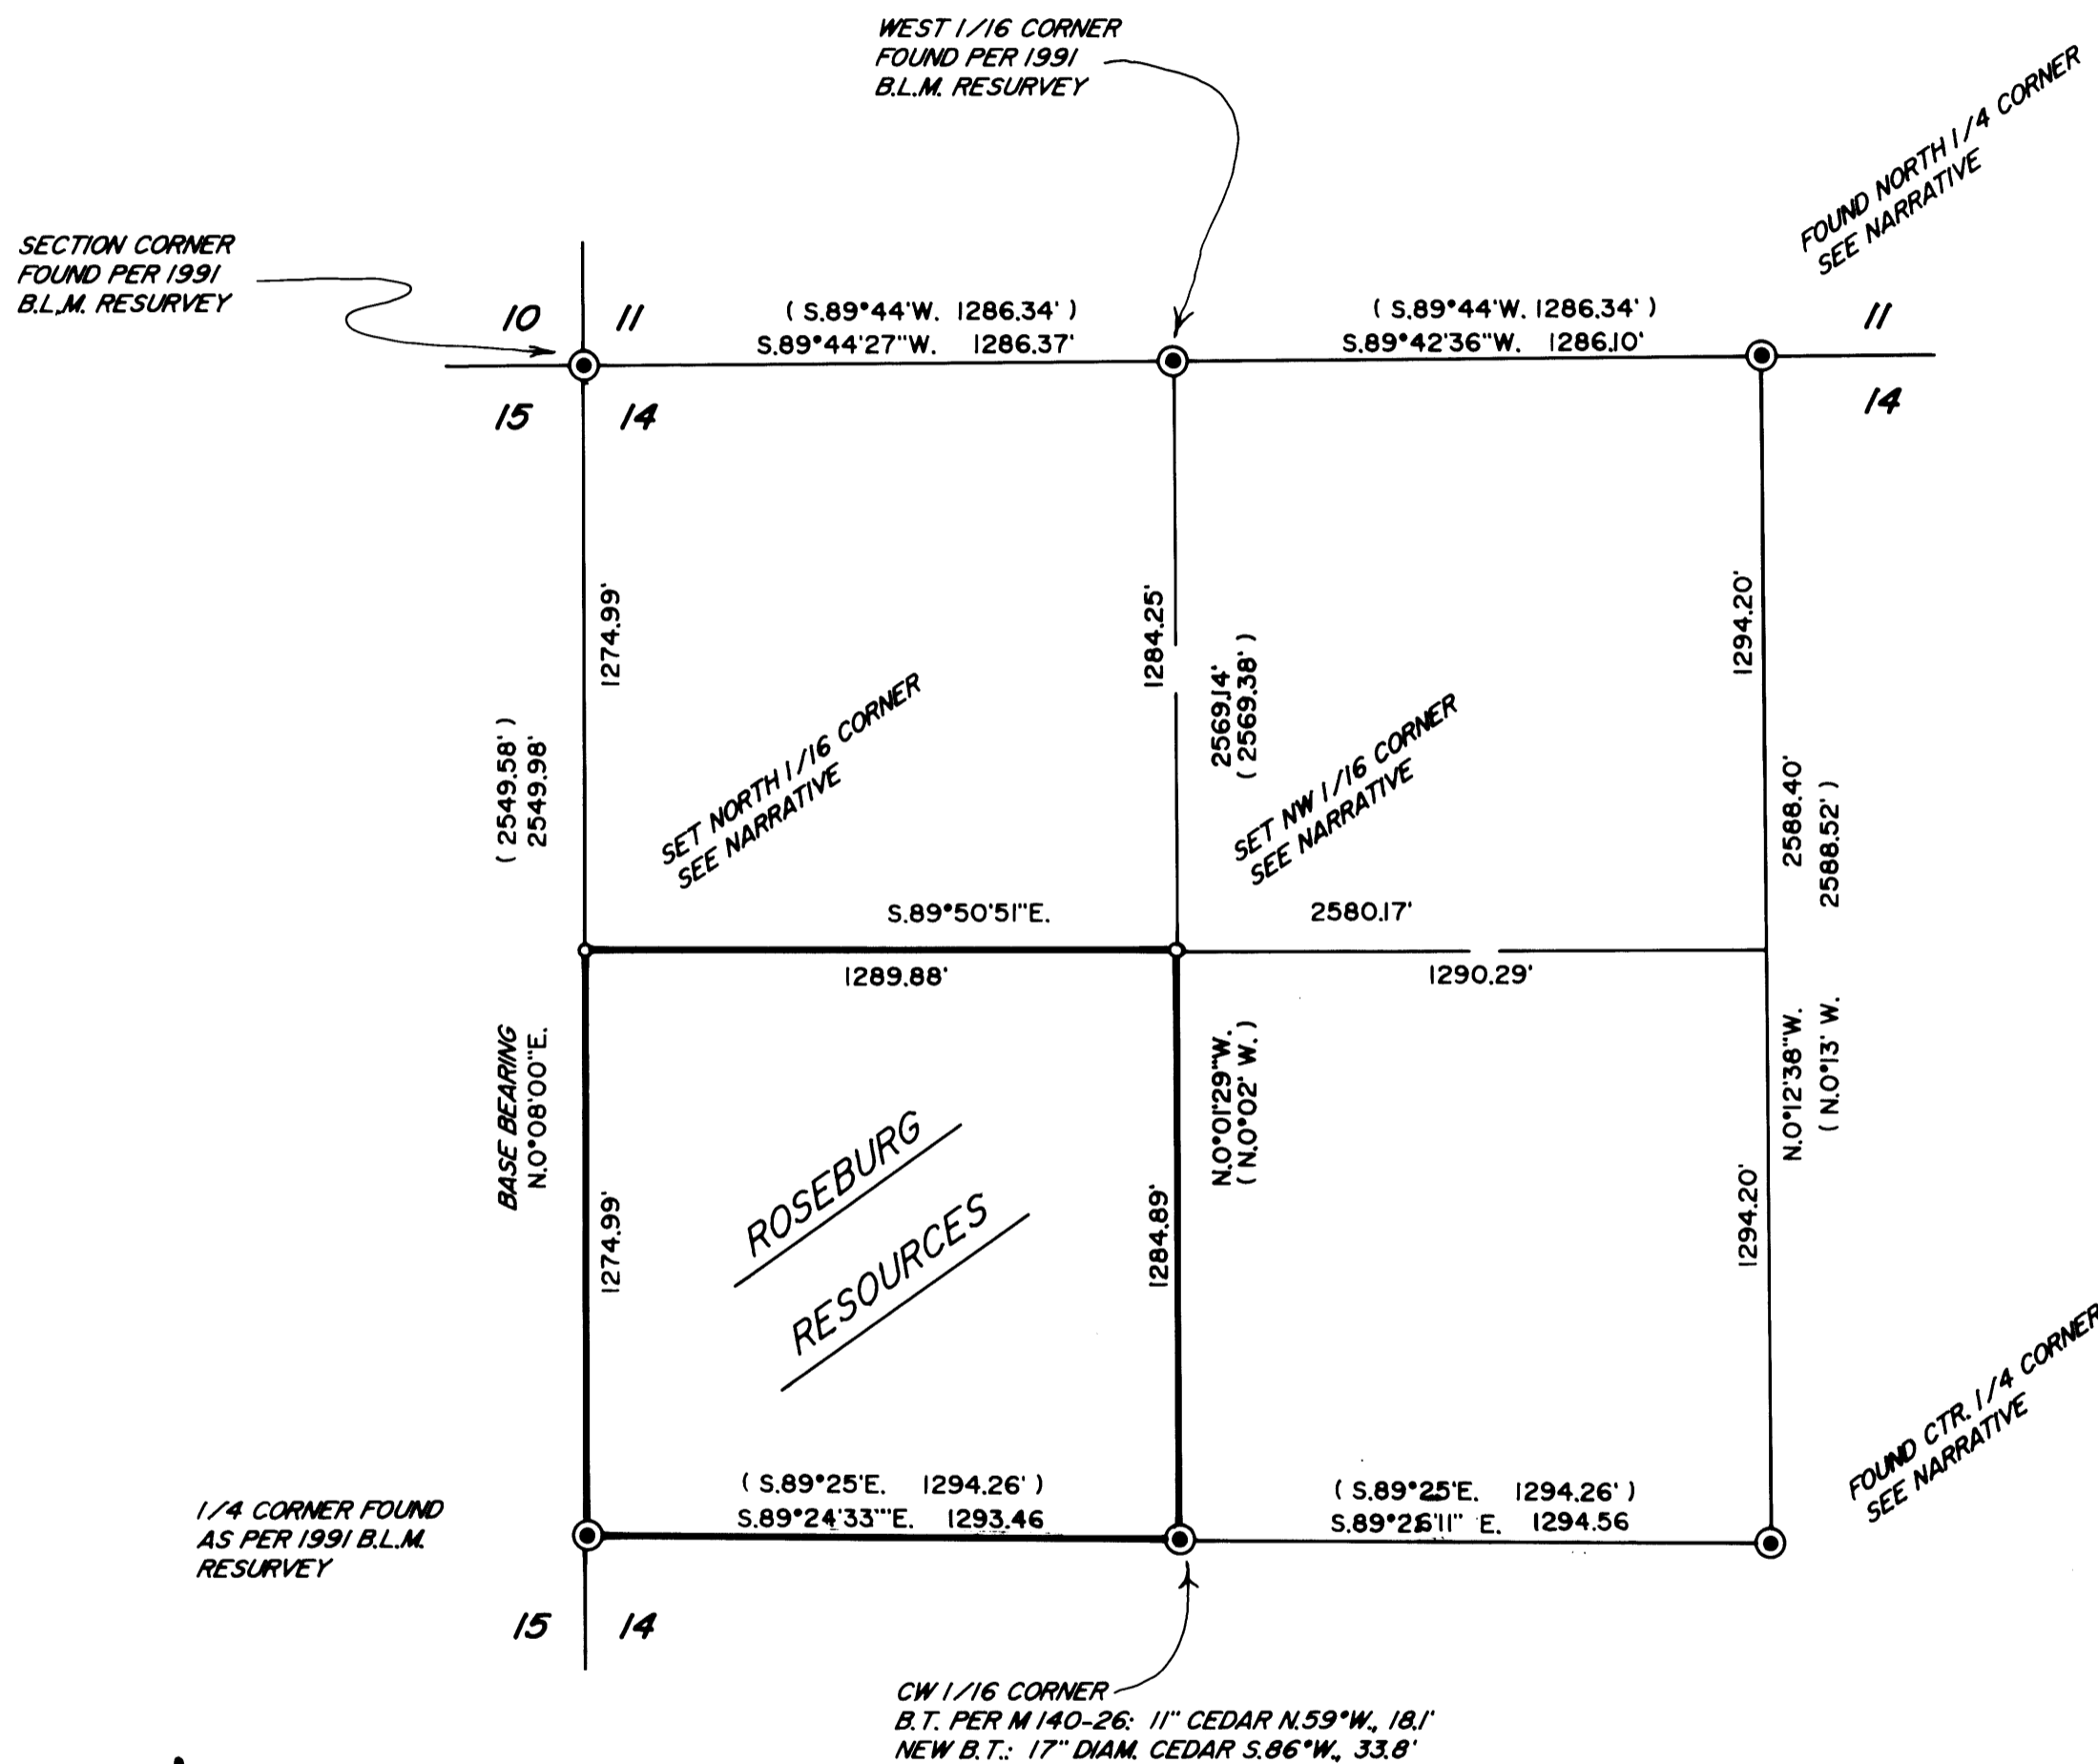 WEST 1/16 CORNER
FOUND PER 1991
B.L.M. RESURVEY
FOUND NORTH 1/4 CORNER
SEE NARRATIVE
SECTION CORNER
FOUND PER 1991
B.L.M. RESURVEY
10 11
( S.89°44'W. 1286.34' )
S.89°44'27"W. 1286.37'
( S.89°44'W. 1286.34' )
S.89°42'36"W. 1286.10'
11
15 14
14
1274.99'
1284.25'
1294.20'
( 2549.58' )
2549.98'
2569.14'
( 2569.38' )
2588.40'
2588.52' )
SET NORTH 1/16 CORNER
SEE NARRATIVE
SET NW 1/16 CORNER
SEE NARRATIVE
S.89°50'51"E. 2580.17'
1289.88'
1290.29'
BASE BEARING
N.0°08'00"E.
N.0°01'29"W.
( N.0°02' W. )
N.0°12'38"W.
( N.0°13' W.
ROSEBURG
RESOURCES
1274.99'
1284.89'
1294.20'
FOUND CTR. 1/4 CORNER
SEE NARRATIVE
( S.89°25'E. 1294.26' )
S.89°24'33"'E. 1293.46
( S.89°25'E. 1294.26' )
S.89°26'11" E. 1294.56
1/4 CORNER FOUND
AS PER 1991 B.L.M.
RESURVEY
15 14
CW 1/16 CORNER
B.T. PER M 140-26: 11" CEDAR N.59°W., 18.1'
NEW B.T.: 17" DIAM. CEDAR S.86°W., 33.8'